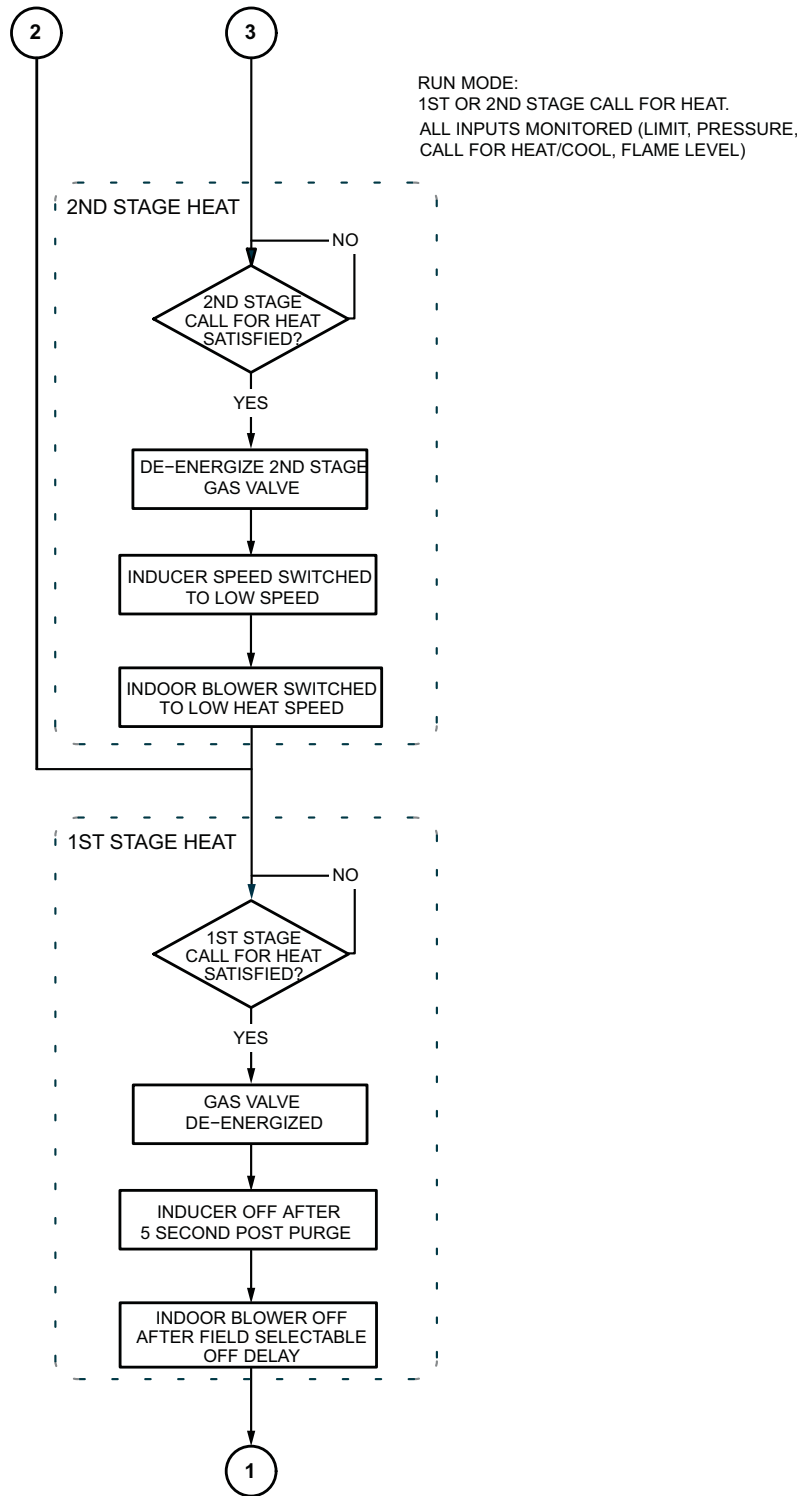 2
3
RUN MODE:
1ST OR 2ND STAGE CALL FOR HEAT.
ALL INPUTS MONITORED (LIMIT, PRESSURE,
CALL FOR HEAT/COOL, FLAME LEVEL)
2ND STAGE HEAT
NO
2ND STAGE
CALL FOR HEAT
SATISFIED?
YES
DE−ENERGIZE 2ND STAGE
GAS VALVE
INDUCER SPEED SWITCHED
TO LOW SPEED
INDOOR BLOWER SWITCHED
TO LOW HEAT SPEED
1ST STAGE HEAT
NO
1ST STAGE
CALL FOR HEAT
SATISFIED?
YES
GAS VALVE
DE−ENERGIZED
INDUCER OFF AFTER
5 SECOND POST PURGE
INDOOR BLOWER OFF
AFTER FIELD SELECTABLE
OFF DELAY
1